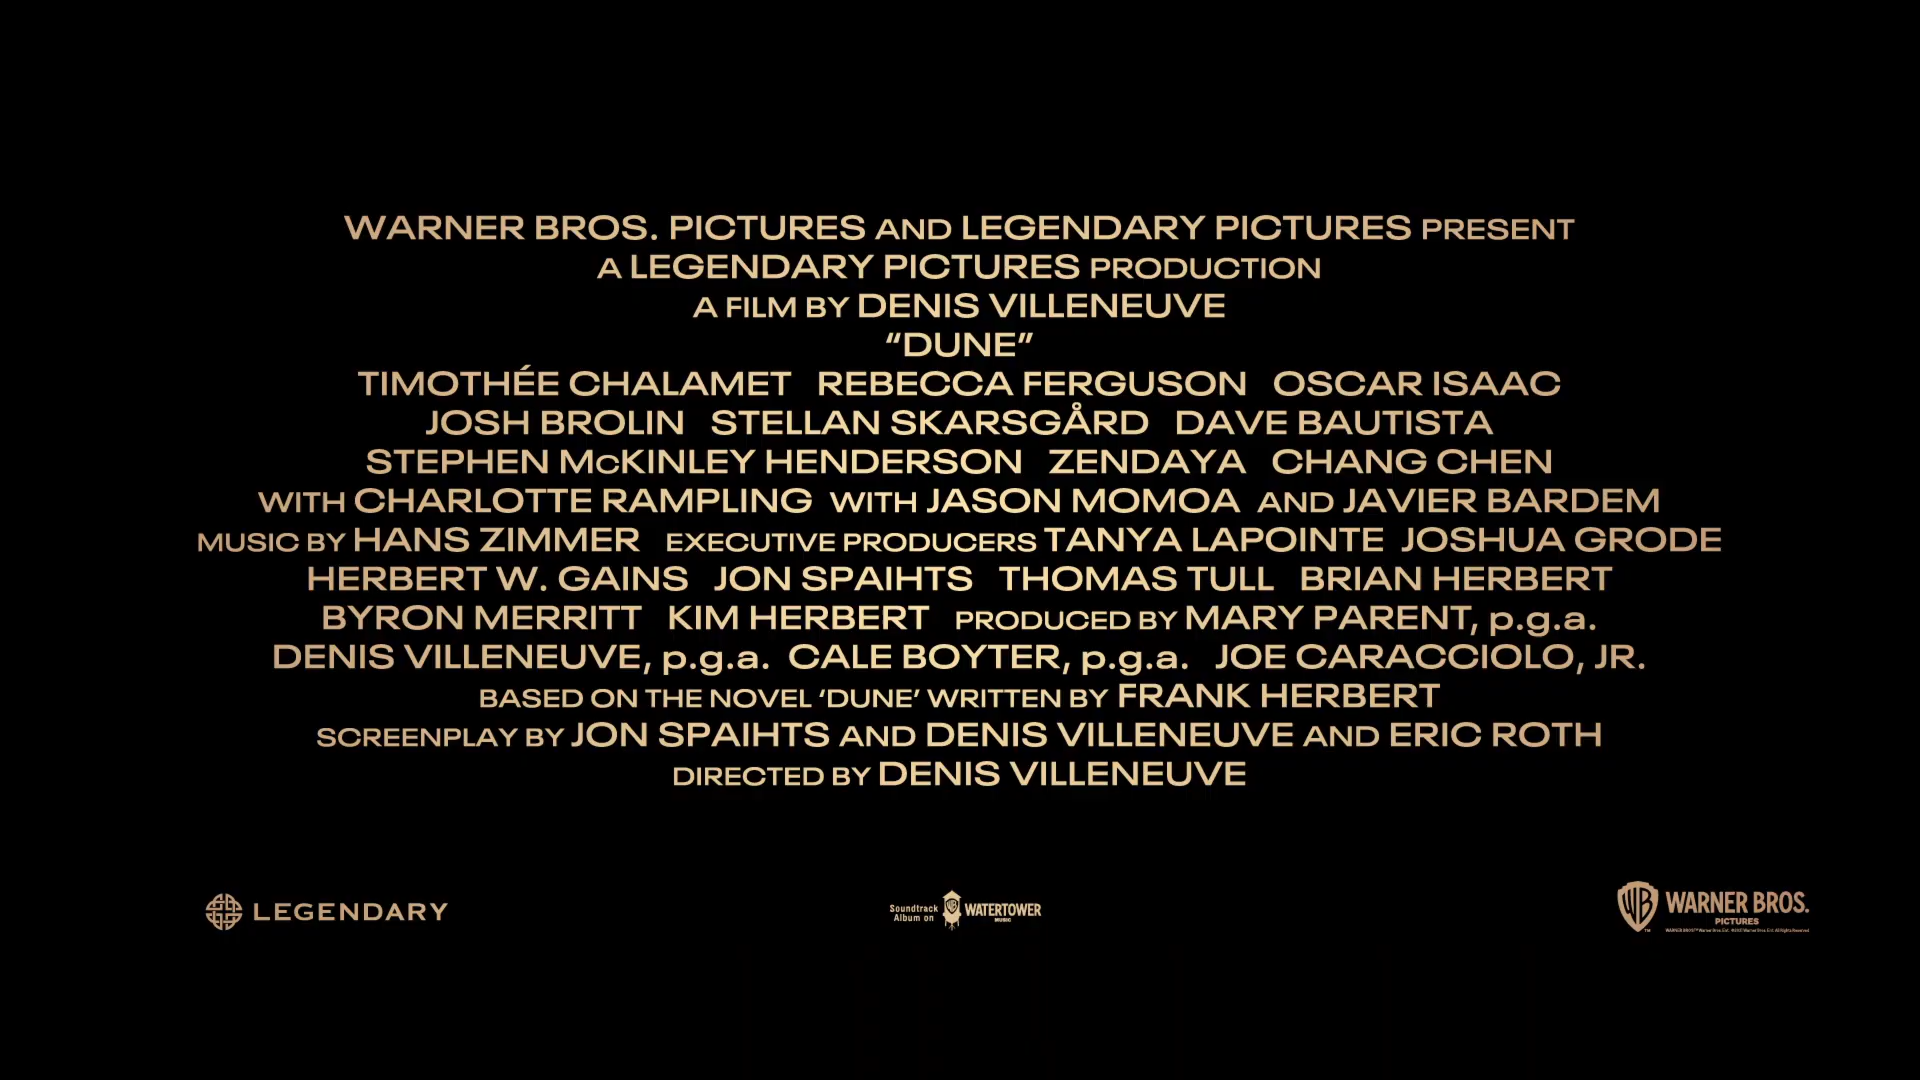 WARNER BROS. PICTURES AND LEGENDARY PICTURES PRESENT
A LEGENDARY PICTURES PRODUCTION
A FILM BY DENIS VILLENEUVE
“DUNE”
TIMOTHÉE CHALAMET REBECCA FERGUSON OSCAR ISAAC
JOSH BROLIN STELLAN SKARSGÅRD DAVE BAUTISTA
STEPHEN McKINLEY HENDERSON ZENDAYA CHANG CHEN
WITH CHARLOTTE RAMPLING WITH JASON MOMOA AND JAVIER BARDEM
MUSIC BY HANS ZIMMER EXECUTIVE PRODUCERS TANYA LAPOINTE JOSHUA GRODE
HERBERT W. GAINS JON SPAIHTS THOMAS TULL BRIAN HERBERT
BYRON MERRITT KIM HERBERT PRODUCED BY MARY PARENT, p.g.a.
DENIS VILLENEUVE, p.g.a. CALE BOYTER, p.g.a. JOE CARACCIOLO, JR.
BASED ON THE NOVEL ‘DUNE’ WRITTEN BY FRANK HERBERT
SCREENPLAY BY JON SPAIHTS AND DENIS VILLENEUVE AND ERIC ROTH
DIRECTED BY DENIS VILLENEUVE
LEGENDARY
Soundtrack
Album on
WATERTOWER
MUSIC
WB
WARNER BROS.
PICTURES